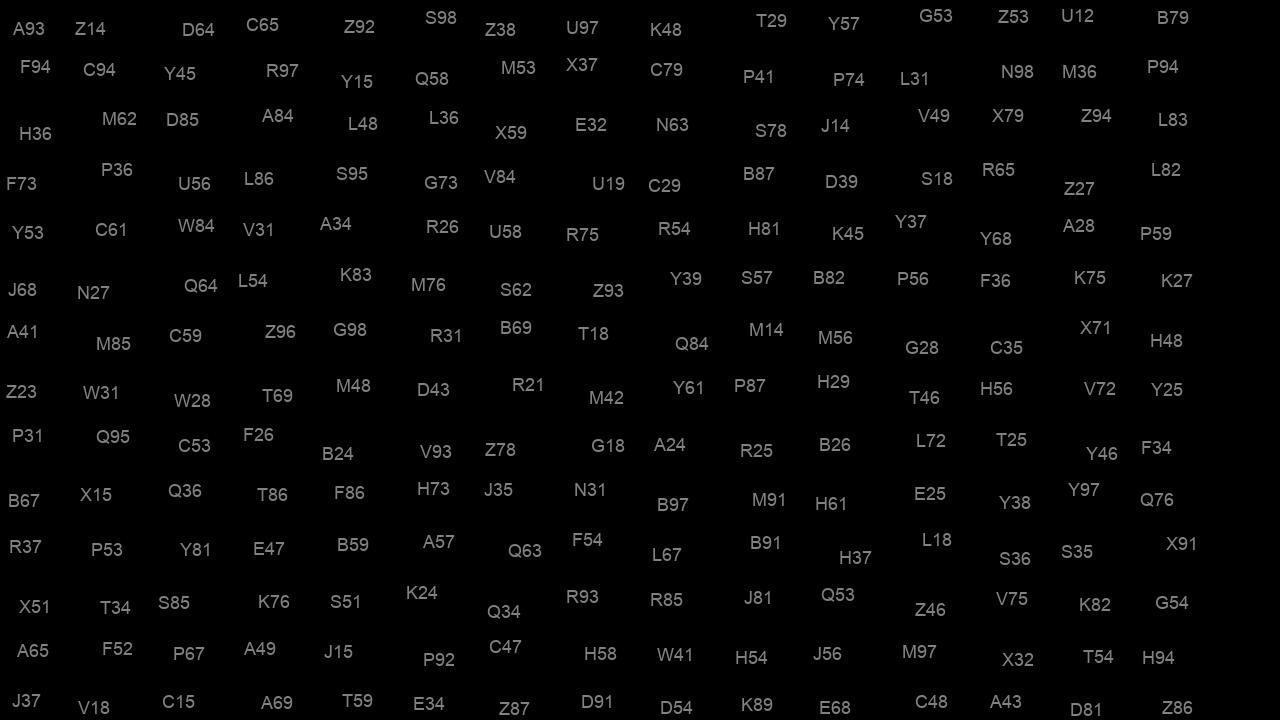 A93 Z14 D64 C65 Z92 S98 Z38 U97 K48 T29 Y57 G53 Z53 U12 B79
F94 C94 Y45 R97 Y15 Q58 M53 X37 C79 P41 P74 L31 N98 M36 P94
H36 M62 D85 A84 L48 L36 X59 E32 N63 S78 J14 V49 X79 Z94 L83
F73 P36 U56 L86 S95 G73 V84 U19 C29 B87 D39 S18 R65 Z27 L82
Y53 C61 W84 V31 A34 R26 U58 R75 R54 H81 K45 Y37 Y68 A28 P59
J68 N27 Q64 L54 K83 M76 S62 Z93 Y39 S57 B82 P56 F36 K75 K27
A41 M85 C59 Z96 G98 R31 B69 T18 Q84 M14 M56 G28 C35 X71 H48
Z23 W31 W28 T69 M48 D43 R21 M42 Y61 P87 H29 T46 H56 V72 Y25
P31 Q95 C53 F26 B24 V93 Z78 G18 A24 R25 B26 L72 T25 Y46 F34
B67 X15 Q36 T86 F86 H73 J35 N31 B97 M91 H61 E25 Y38 Y97 Q76
R37 P53 Y81 E47 B59 A57 Q63 F54 L67 B91 H37 L18 S36 S35 X91
X51 T34 S85 K76 S51 K24 Q34 R93 R85 J81 Q53 Z46 V75 K82 G54
A65 F52 P67 A49 J15 P92 C47 H58 W41 H54 J56 M97 X32 T54 H94
J37 V18 C15 A69 T59 E34 Z87 D91 D54 K89 E68 C48 A43 D81 Z86